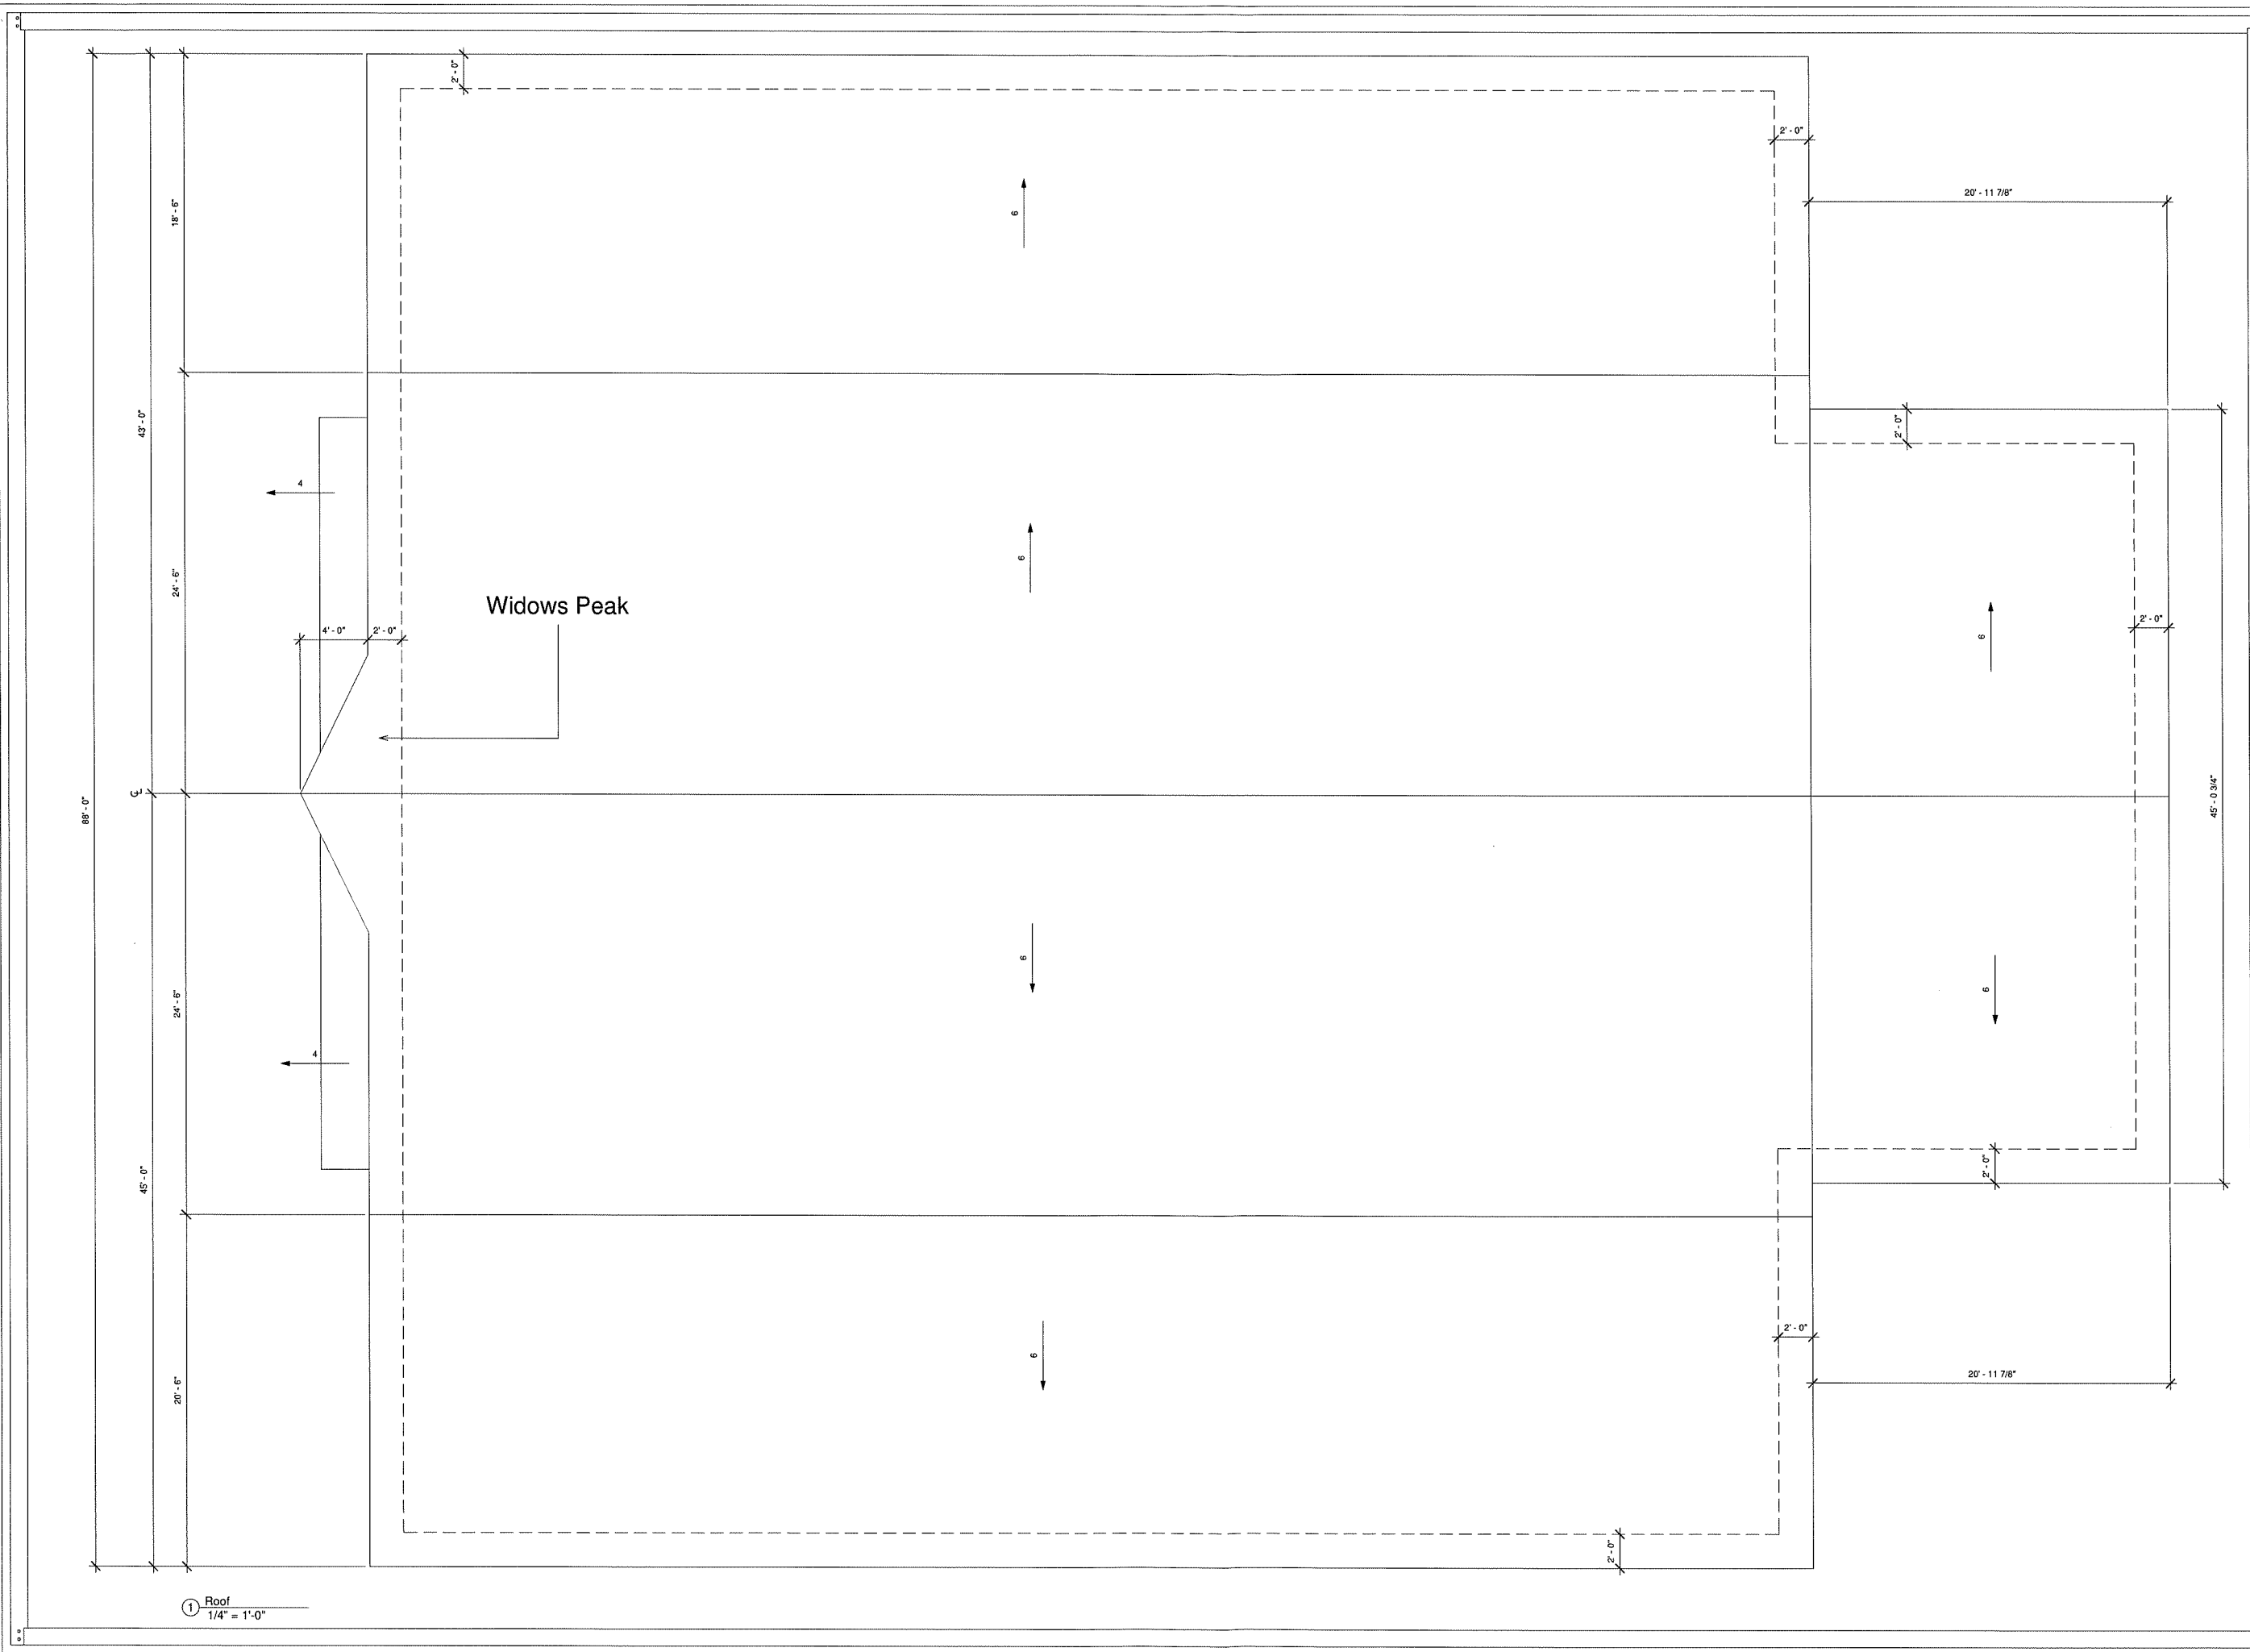 2' - 0"
2' - 0"
20' - 11 7/8"
18' - 6"
6
2' - 0"
43' - 0"
4
6
24' - 6"
Widows Peak
4' - 0" 2' - 0"
6
2' - 0"
88' - 0"
CL
45' - 0 3/4"
6
6
24' - 6"
4
45' - 0"
2' - 0"
2' - 0"
6
20' - 6"
20' - 11 7/8"
2' - 0"
1 Roof
1/4" = 1'-0"